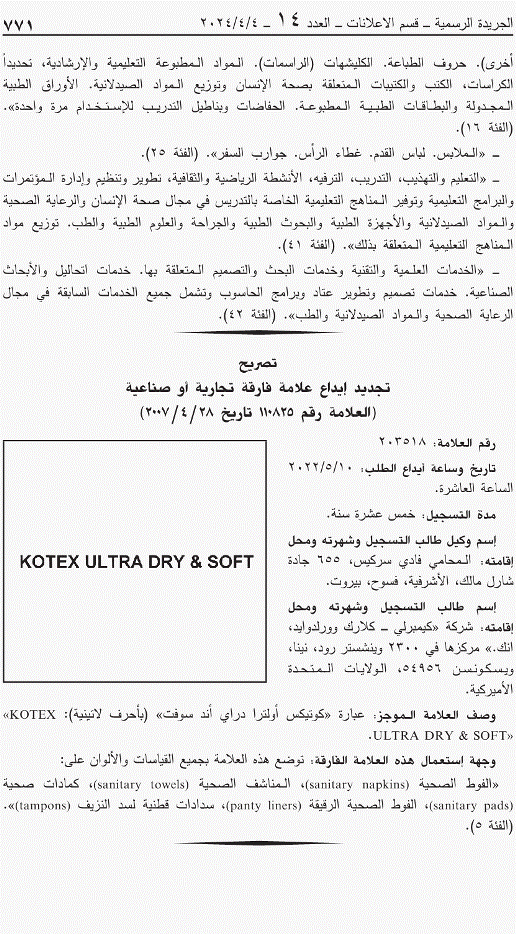 الجريدة الرسمية ــ قسم الاعلانات ــ العدد ١٤ ــ ٢٠٢٤/٤/٤ ٧٧١
أخرى). حروف الطباعة. الكليشهات (الراسمات). المواد المطبوعة التعليمية والإرشادية، تحديداً
الكراسات، الكتب والكتيبات المتعلقة بصحة الإنسان وتوزيع المواد الصيدلانية. الأوراق الطبية
المجدولة والبطاقات الطبية المطبوعة. الحفاضات وبناطيل التدريب للإستخدام مرة واحدة».
(الفئة ١٦).
ــ «الملابس. لباس القدم. غطاء الرأس. جوارب السفر». (الفئة ٢٥).
ــ «التعليم والتهذيب، التدريب، الترفيه، الأنشطة الرياضية والثقافية، تطوير وتنظيم وإدارة المؤتمرات
والبرامج التعليمية وتوفير المناهج التعليمية الخاصة بالتدريس في مجال صحة الإنسان والرعاية الصحية
والمواد الصيدلانية والأجهزة الطبية والبحوث الطبية والجراحة والعلوم الطبية والطب. توزيع مواد
المناهج التعليمية المتعلقة بذلك». (الفئة ٤١).
ــ «الخدمات العلمية والتقنية وخدمات البحث والتصميم المتعلقة بها. خدمات اتحاليل والأبحاث
الصناعية. خدمات تصميم وتطوير عتاد وبرامج الحاسوب وتشمل جميع الخدمات السابقة في مجال
الرعاية الصحية والمواد الصيدلانية والطب». (الفئة ٤٢).
تصريح
تجديد إيداع علامة فارقة تجارية أو صناعية
(العلامة رقم ١١٠٨٢٥ تاريخ ٢٠٠٧/٤/٢٨)
رقم العلامة: ٢٠٣٥١٨
تاريخ وساعة أيداع الطلب: ٢٠٢٢/٥/١٠
الساعة العاشرة.
مدة التسجيل: خمس عشرة سنة.
إسم وكيل طالب التسجيل وشهرته ومحل
إقامته: المحامي فادي سركيس، ٦٥٥ جادة
شارل مالك، الأشرفية، فسوح، بيروت.
إسم طالب التسجيل وشهرته ومحل
إقامته: شركة «كيمبرلي ــ كلارك وورلدوايد،
انك.» مركزها في ٢٣٠٠ وينشستر رود، نينا،
ويسكونسن ٥٤٩٥٦، الولايات المتحدة
الأميركية.
KOTEX ULTRA DRY & SOFT
وصف العلامة الموجز: عبارة «كوتيكس أولترا دراي أند سوفت» (بأحرف لاتينية): KOTEX»
«ULTRA DRY & SOFT.
وجهة إستعمال هذه العلامة الفارقة: توضع هذه العلامة بجميع القياسات والألوان على:
«الفوط الصحية (sanitary napkins)، المناشف الصحية (sanitary towels)، كمادات صحية
(sanitary pads)، الفوط الصحية الرقيقة (panty liners)، سدادات قطنية لسد النزيف (tampons)».
(الفئة ٥).